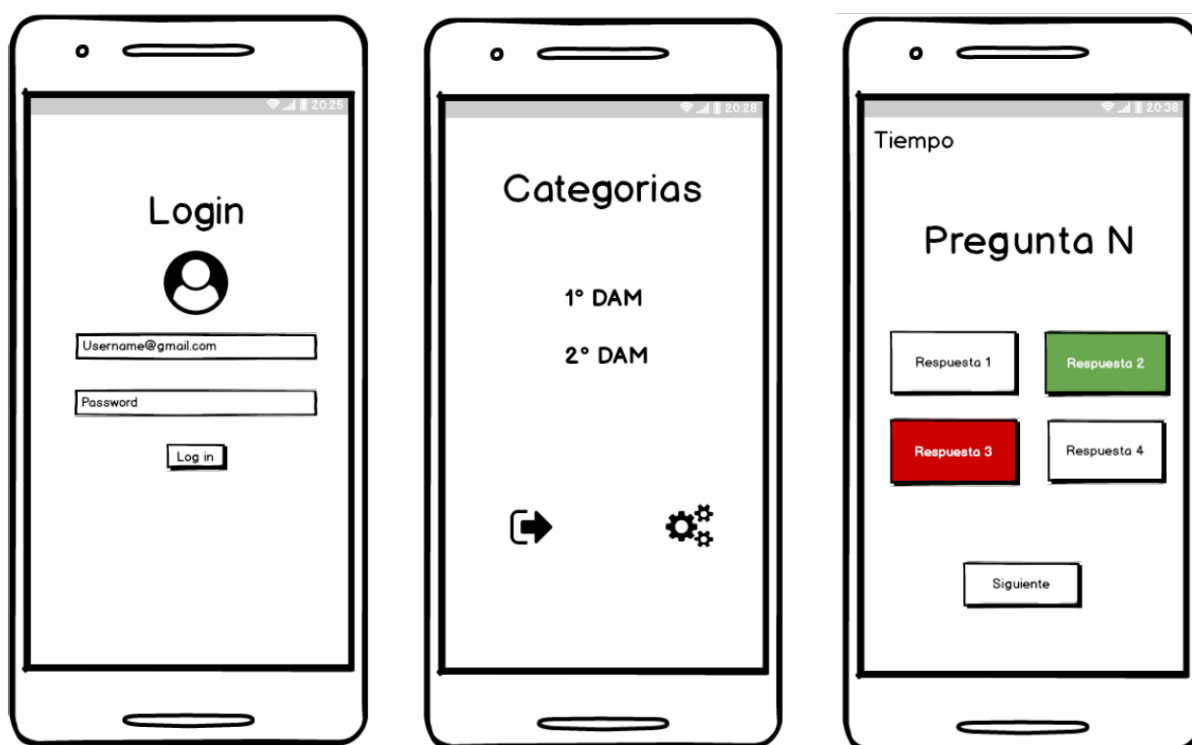 20:25
Login
Username@gmail.com
Password
Log in
20:28
Categorias
1° DAM
2° DAM
20:38
Tiempo
Pregunta N
Respuesta 1
Respuesta 2
Respuesta 3
Respuesta 4
Siguiente